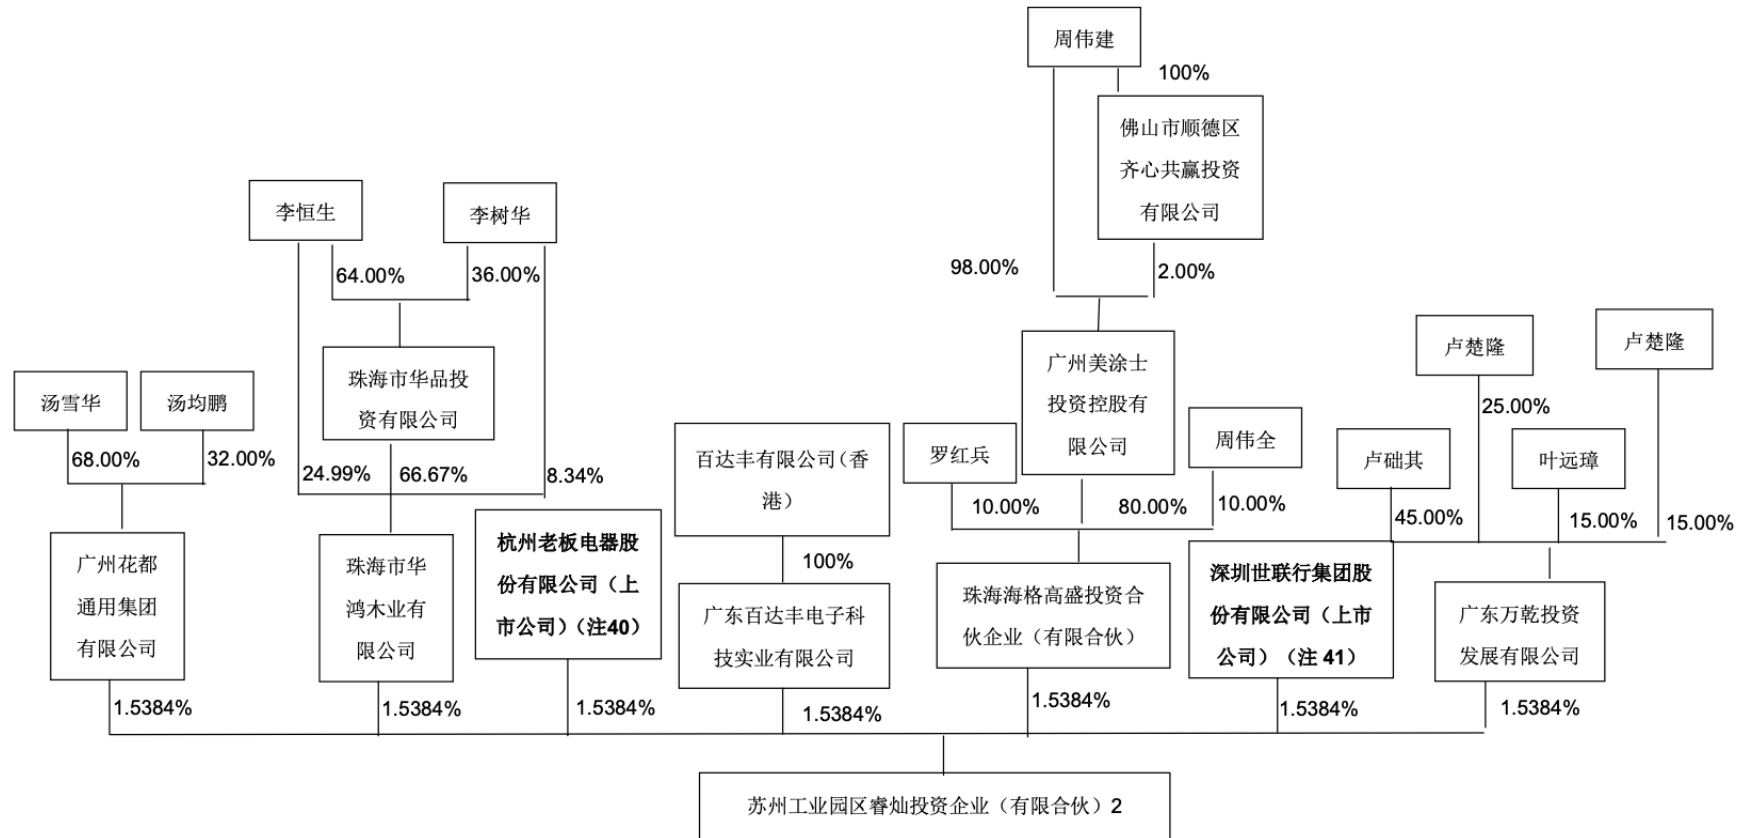 周伟建
100%
佛山市顺德区
齐心共赢投资
有限公司
98.00%
2.00%
李恒生
李树华
64.00%
36.00%
珠海市华品投
资有限公司
24.99%
66.67%
8.34%
汤雪华
汤均鹏
68.00%
32.00%
广州花都
通用集团
有限公司
珠海市华
鸿木业有
限公司
杭州老板电器股
份有限公司（上
市公司）（注40）
百达丰有限公司（香
港）
100%
广东百达丰电子科
技实业有限公司
广州美涂士
投资控股有
限公司
罗红兵
周伟全
10.00%
80.00%
10.00%
珠海海格高盛投资合
伙企业（有限合伙）
卢楚隆
卢楚隆
25.00%
卢础其
叶远璋
45.00%
15.00%
15.00%
深圳世联行集团股
份有限公司（上市
公司）（注 41）
广东万乾投资
发展有限公司
1.5384%
1.5384%
1.5384%
1.5384%
1.5384%
1.5384%
1.5384%
苏州工业园区睿灿投资企业（有限合伙）2